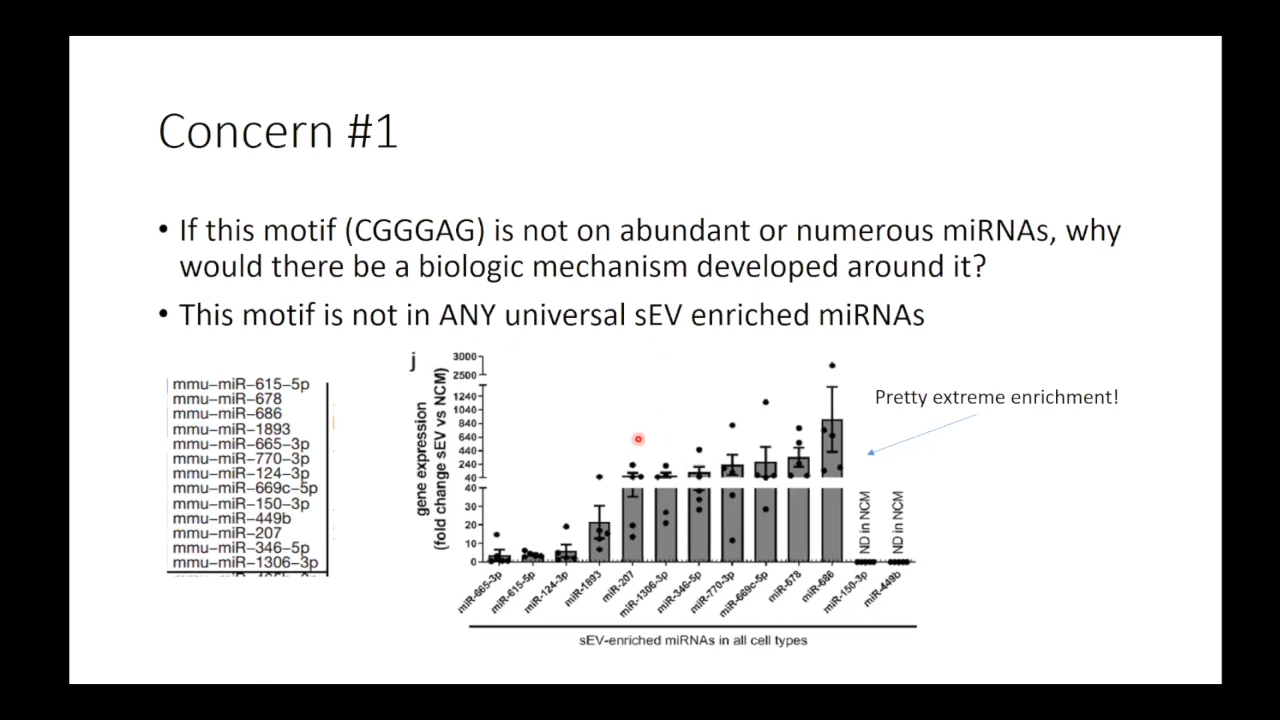 Concern #1
• If this motif (CGGGAG) is not on abundant or numerous miRNAs, why
would there be a biologic mechanism developed around it?
• This motif is not in ANY universal sEV enriched miRNAs
mmu-miR-615-5p
mmu-miR-678
mmu-miR-686
mmu-miR-1893
mmu-miR-665-3p
mmu-miR-770-3p
mmu-miR-124-3p
mmu-miR-669c-5p
mmu-miR-150-3p
mmu-miR-449b
mmu-miR-207
mmu-miR-346-5p
mmu-miR-1306-3p
j
gene expression
(fold change sEV vs NCM)
3000
2500
1240
1040
840
640
440
240
40
40
30
20
10
0
Pretty extreme enrichment!
ND in NCM
ND in NCM
miR-665-3p
miR-615-5p
miR-124-3p
miR-1893
miR-207
miR-1306-3p
miR-346-5p
miR-770-3p
miR-669c-5p
miR-678
miR-686
miR-150-3p
miR-449b
sEV-enriched miRNAs in all cell types